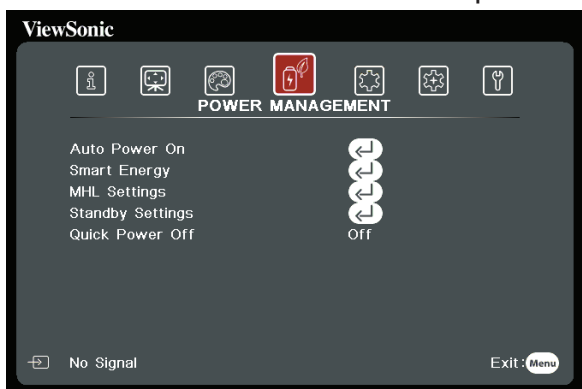 ViewSonic
POWER MANAGEMENT
Auto Power On
Smart Energy
MHL Settings
Standby Settings
Quick Power Off Off
No Signal Exit: Menu